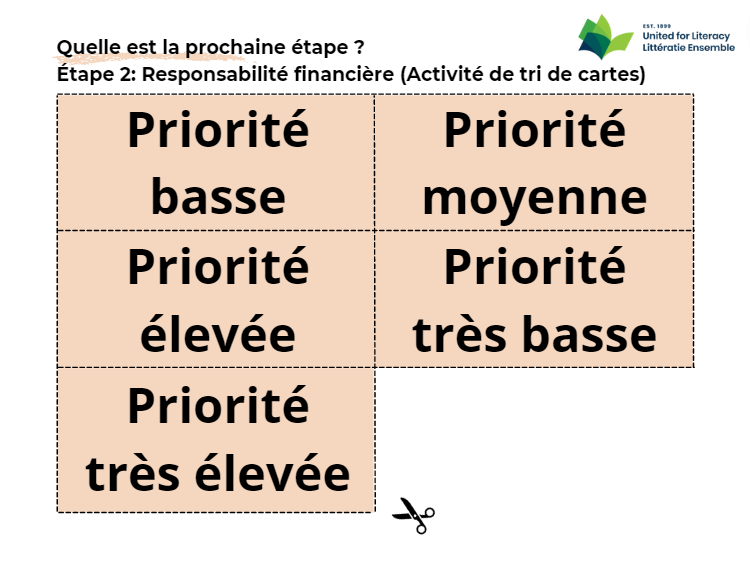 Quelle est la prochaine étape ?
Étape 2: Responsabilité financière (Activité de tri de cartes)
EST. 1899
United for Literacy
Littératie Ensemble
Priorité
basse
Priorité
moyenne
Priorité
élevée
Priorité
très basse
Priorité
très élevée